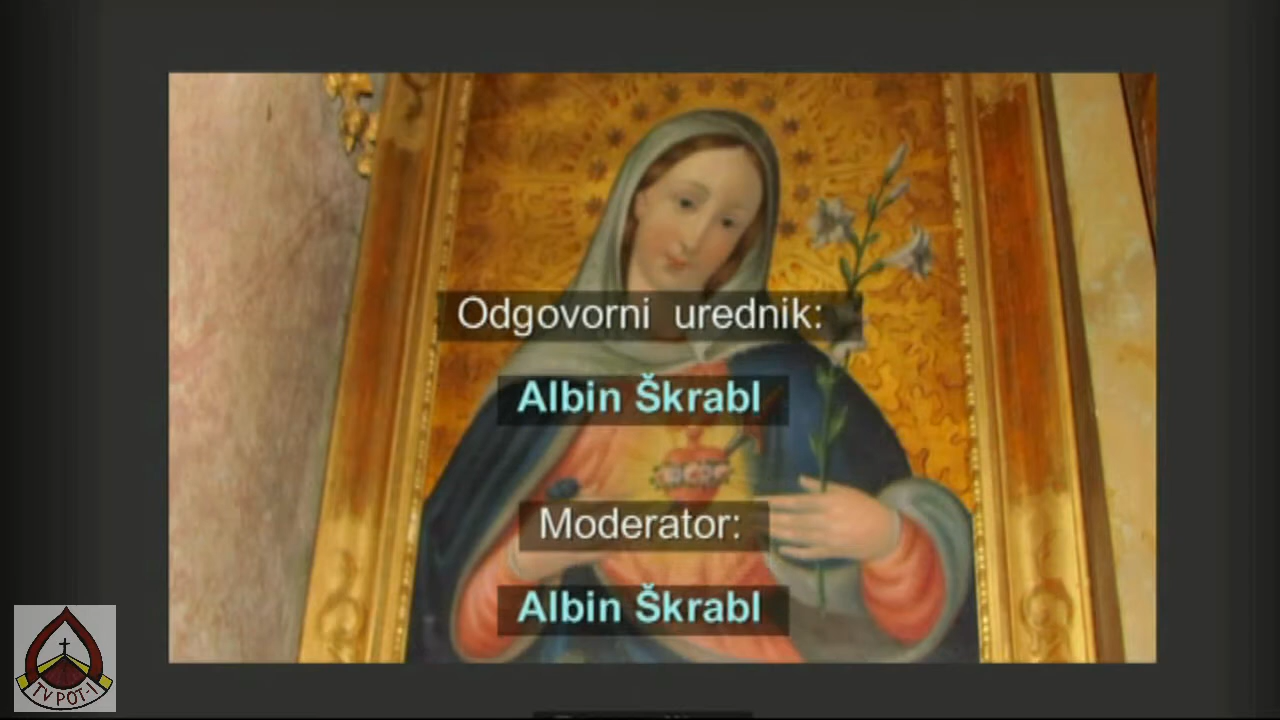 Odgovorni urednik:
Albin Škrabl
Moderator:
Albin Škrabl
TV POT-1